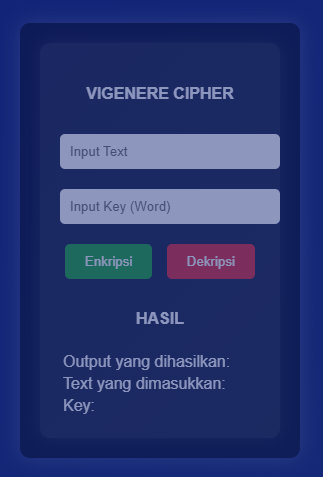 VIGENERE CIPHER
Input Text
Input Key (Word)
Enkripsi Dekripsi
HASIL
Output yang dihasilkan:
Text yang dimasukkan:
Key: